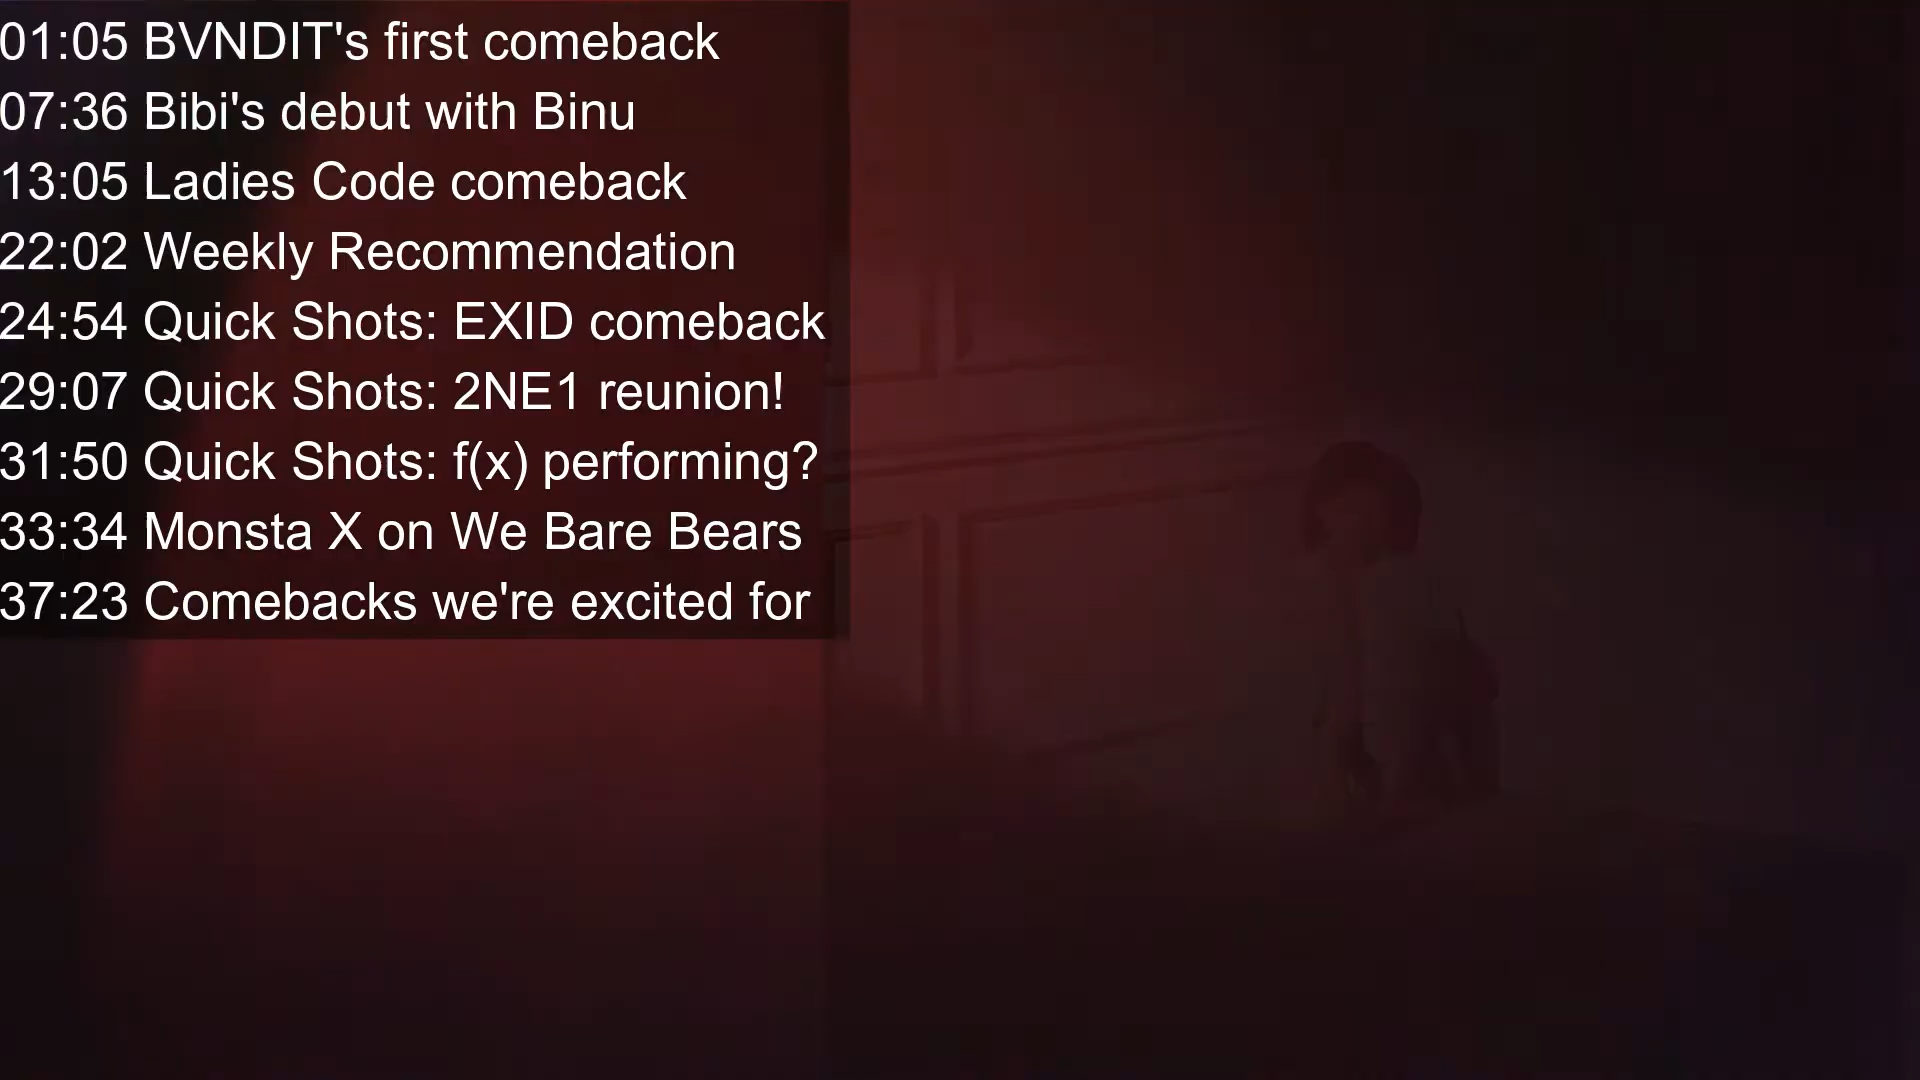 01:05 BVNDIT's first comeback
07:36 Bibi's debut with Binu
13:05 Ladies Code comeback
22:02 Weekly Recommendation
24:54 Quick Shots: EXID comeback
29:07 Quick Shots: 2NE1 reunion!
31:50 Quick Shots: f(x) performing?
33:34 Monsta X on We Bare Bears
37:23 Comebacks we're excited for